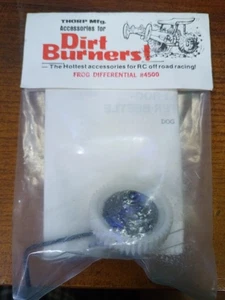 THORP Mfg.
Accessories for
Dirt
Burners!
— The Hottest accessories for RC off road racing!
FROG DIFFERENTIAL #4500